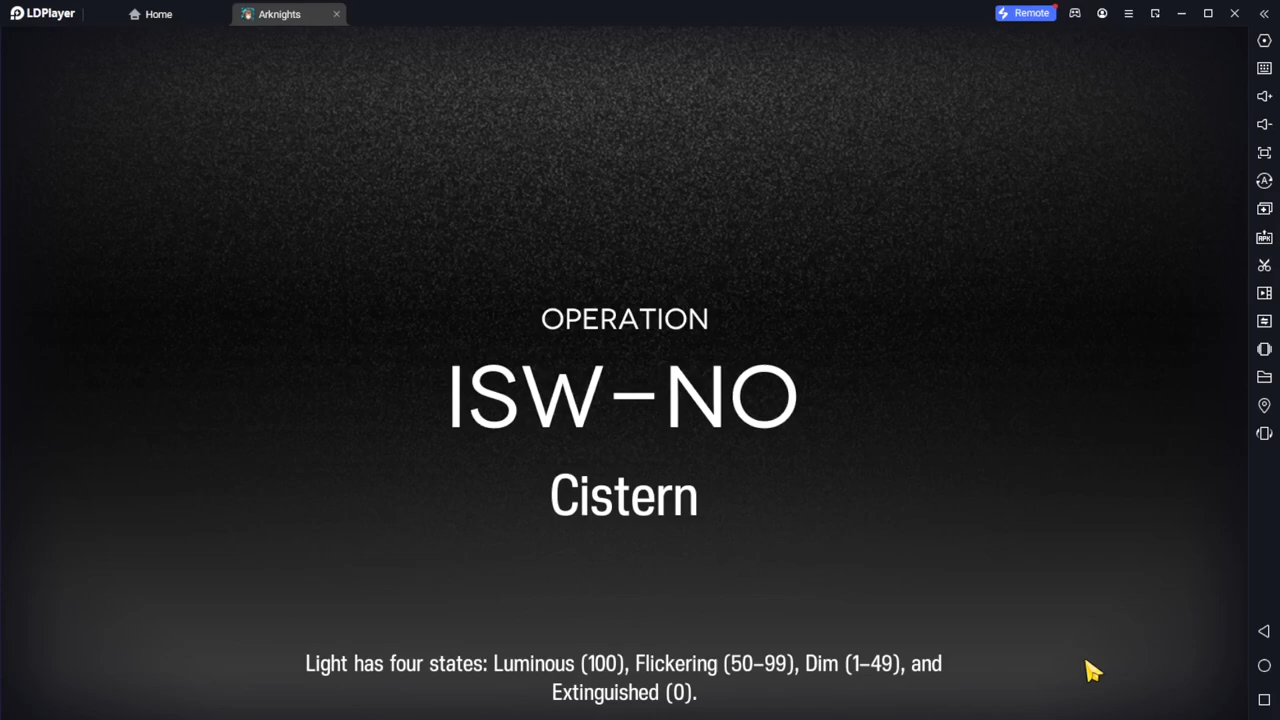 LDPlayer
Home
Arknights
Remote
OPERATION
ISW-NO
Cistern
Light has four states: Luminous (100), Flickering (50-99), Dim (1-49), and
Extinguished (0).